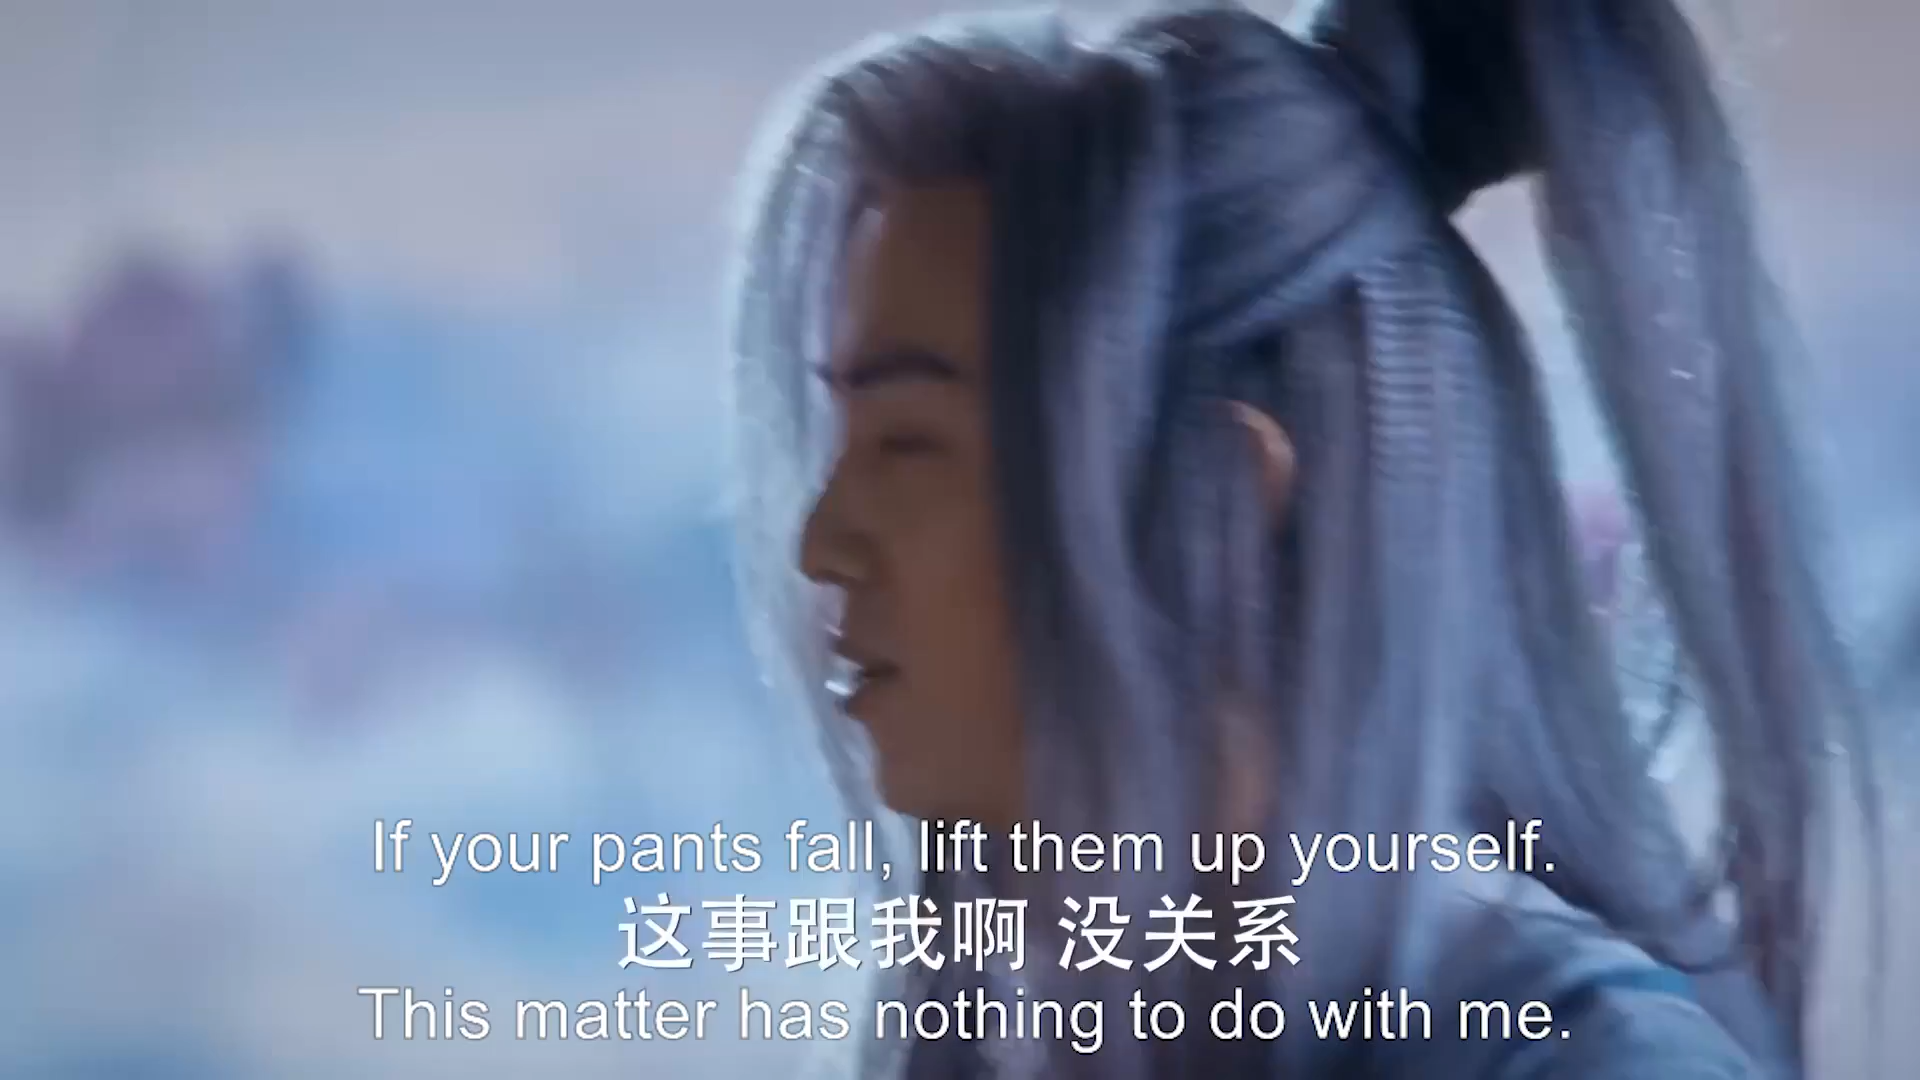 If your pants fall, lift them up yourself.
这事跟我啊 没关系
This matter has nothing to do with me.